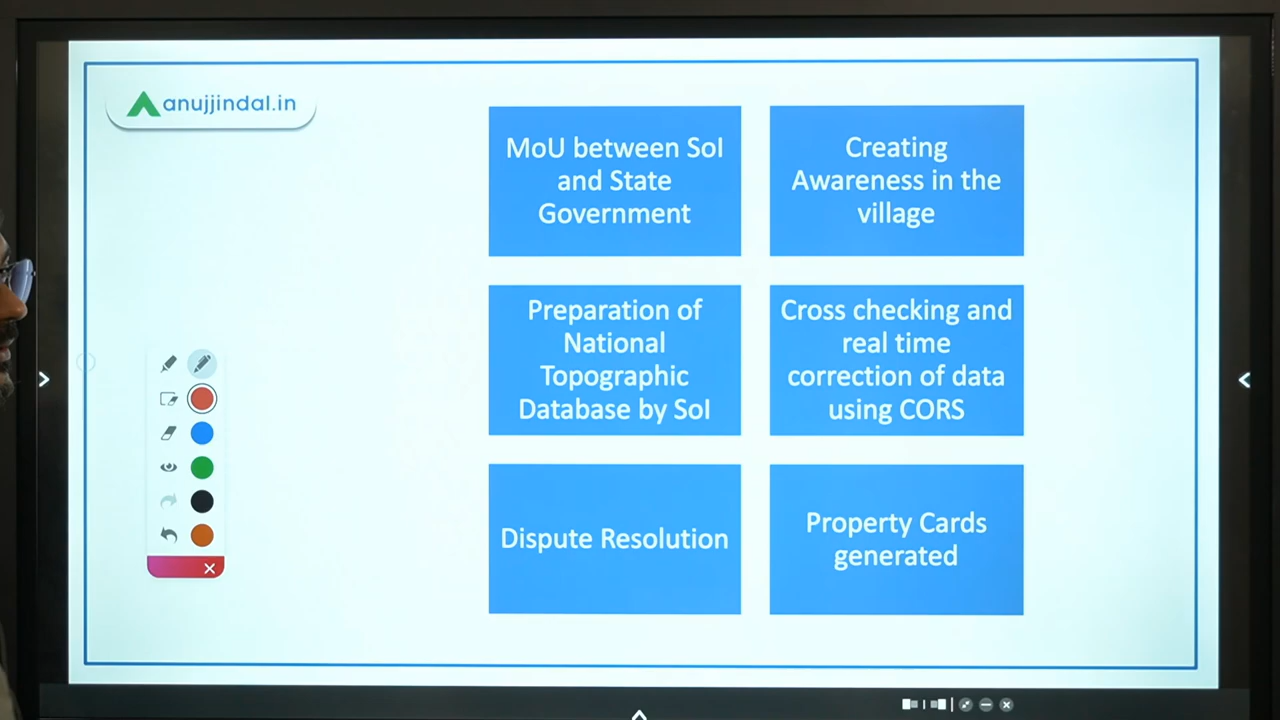 anujjindal.in
MoU between SoI
and State
Government
Creating
Awareness in the
village
Preparation of
National
Topographic
Database by SoI
Cross checking and
real time
correction of data
using CORS
Dispute Resolution
Property Cards
generated